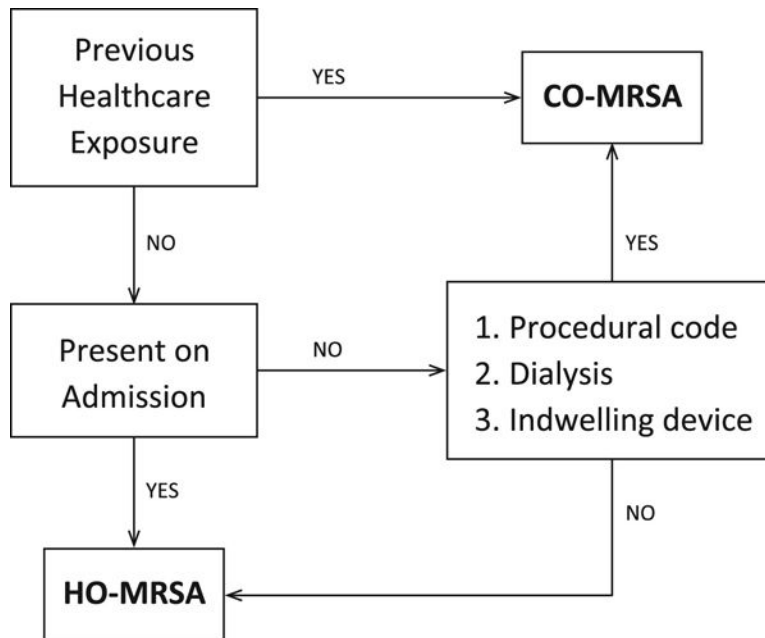 Previous
Healthcare
Exposure
YES
CO-MRSA
NO
YES
Present on
Admission
NO
1. Procedural code
2. Dialysis
3. Indwelling device
YES
NO
HO-MRSA